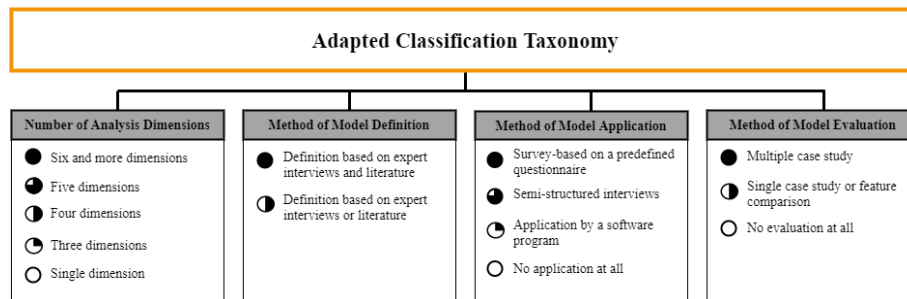 Adapted Classification Taxonomy
Number of Analysis Dimensions
Six and more dimensions
Five dimensions
Four dimensions
Three dimensions
Single dimension
Method of Model Definition
Definition based on expert
interviews and literature
Definition based on expert
interviews or literature
Method of Model Application
Survey-based on a predefined
questionnaire
Semi-structured interviews
Application by a software
program
No application at all
Method of Model Evaluation
Multiple case study
Single case study or feature
comparison
No evaluation at all